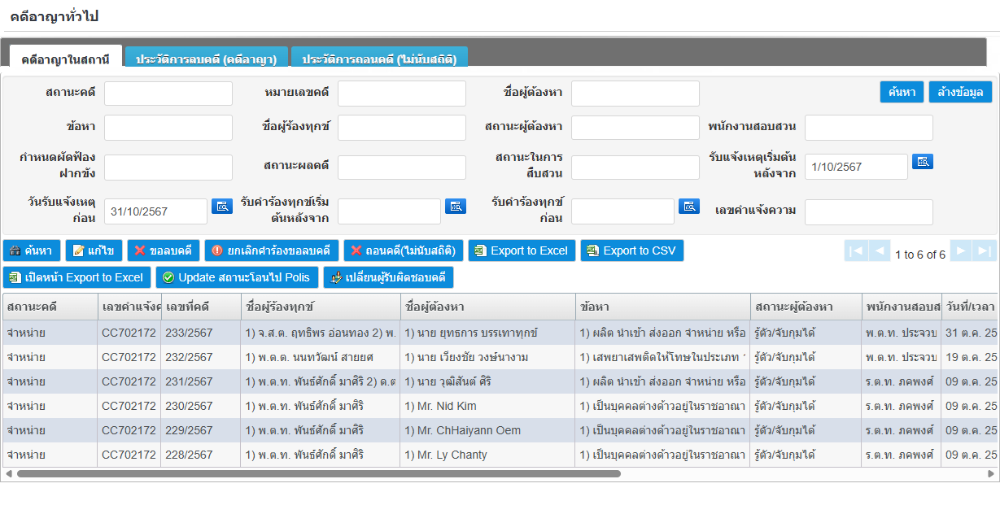 คดีอาญาทั่วไป
คดีอาญาในสถานี ประวัติการลบคดี (คดีอาญา) ประวัติการถอนคดี (ไม่นับสถิติ)
สถานะคดี หมายเลขคดี ชื่อผู้ต้องหา ค้นหา ล้างข้อมูล
ข้อหา ชื่อผู้ร้องทุกข์ สถานะผู้ต้องหา พนักงานสอบสวน
กำหนดผัดฟ้อง สถานะผลคดี สถานะในการ รับแจ้งเหตุเริ่มต้น
ฝากขัง สืบสวน หลังจาก 1/10/2567
วันรับแจ้งเหตุ รับคำร้องทุกข์เริ่ม รับคำร้องทุกข์ เลขคำแจ้งความ
ก่อน 31/10/2567 ต้นหลังจาก ก่อน
ค้นหา แก้ไข ขอลบคดี ยกเลิกคำร้องขอลบคดี ถอนคดี(ไม่นับสถิติ) Export to Excel Export to CSV 1 to 6 of 6
เปิดหน้า Export to Excel Update สถานะโอนไป Polis เปลี่ยนผู้รับผิดชอบคดี
สถานะคดี เลขคำแจ้งค เลขที่คดี ชื่อผู้ร้องทุกข์ ชื่อผู้ต้องหา ข้อหา สถานะผู้ต้องหา พนักงานสอบส วันที่/เวลา
จำหน่าย CC702172 233/2567 1) จ.ส.ต. ฤทธิพร อ่อนทอง 2) พ. 1) นาย ยุทธการ บรรเทาทุกข์ 1) ผลิต นำเข้า ส่งออก จำหน่าย หรือ รู้ตัว/จับกุมได้ พ.ต.ท. ประจวบ 31 ต.ค. 25
จำหน่าย CC702172 232/2567 1) พ.ต.ต. นนทวัฒน์ สายยศ 1) นาย เวียงชัย วงษ์นางาม 1) เสพยาเสพติดให้โทษในประเภท รู้ตัว/จับกุมได้ พ.ต.ท. ประจวบ 19 ต.ค. 25
จำหน่าย CC702172 231/2567 1) พ.ต.ท. พันธ์ศักดิ์ มาศิริ 2) ด.ต 1) นาย วุฒิสันต์ ศิริ 1) ผลิต นำเข้า ส่งออก จำหน่าย หรือ รู้ตัว/จับกุมได้ ร.ต.ท. ภคพงศ์ 09 ต.ค. 25
จำหน่าย CC702172 230/2567 1) พ.ต.ท. พันธ์ศักดิ์ มาศิริ 1) Mr. Nid Kim 1) เป็นบุคคลต่างด้าวอยู่ในราชอาณา รู้ตัว/จับกุมได้ ร.ต.ท. ภคพงศ์ 09 ต.ค. 25
จำหน่าย CC702172 229/2567 1) พ.ต.ท. พันธ์ศักดิ์ มาศิริ 1) Mr. ChHaiyann Oem 1) เป็นบุคคลต่างด้าวอยู่ในราชอาณา รู้ตัว/จับกุมได้ ร.ต.ท. ภคพงศ์ 09 ต.ค. 25
จำหน่าย CC702172 228/2567 1) พ.ต.ท. พันธ์ศักดิ์ มาศิริ 1) Mr. Ly Chanty 1) เป็นบุคคลต่างด้าวอยู่ในราชอาณา รู้ตัว/จับกุมได้ ร.ต.ท. ภคพงศ์ 09 ต.ค. 25